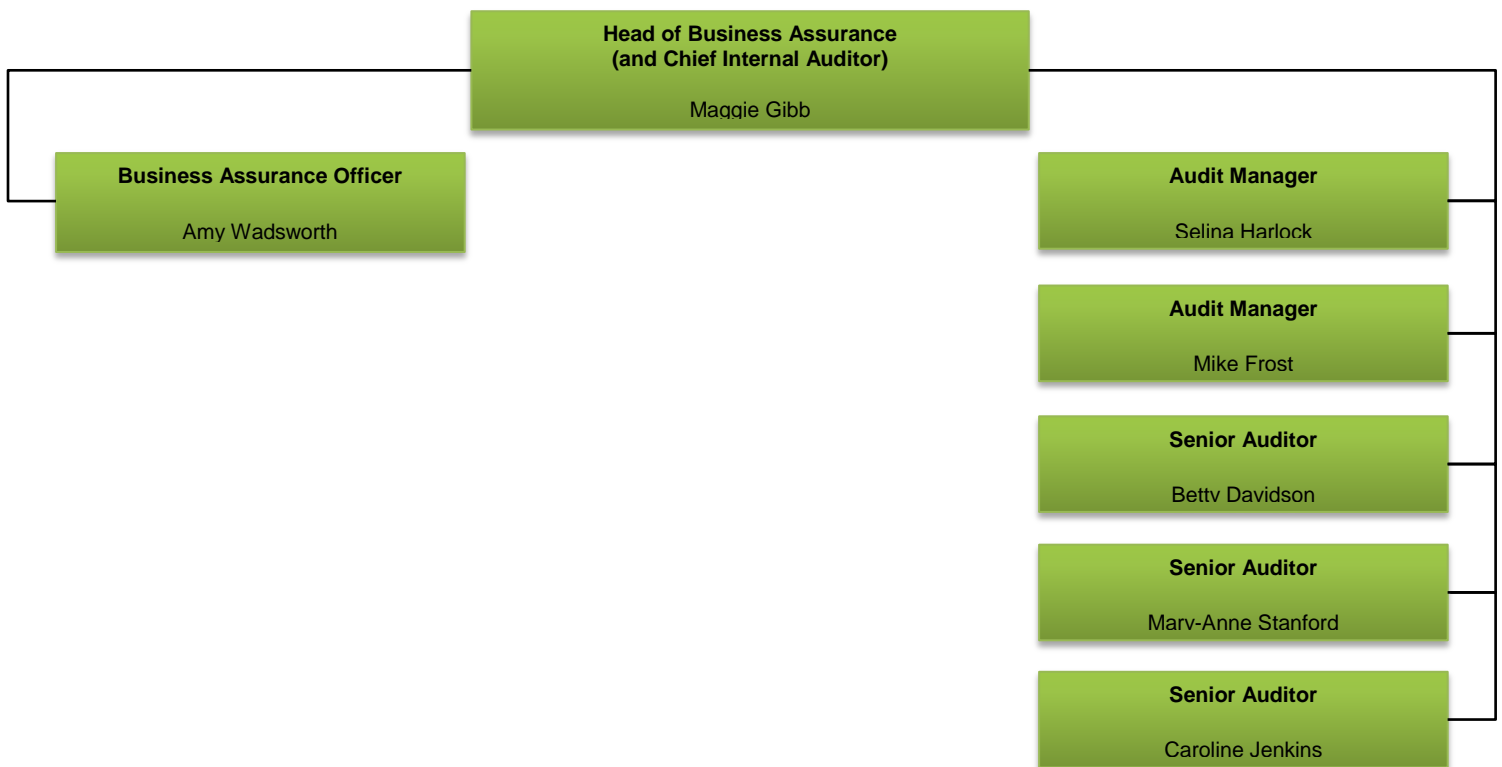 Head of Business Assurance
(and Chief Internal Auditor)
Maggie Gibb
Business Assurance Officer
Amy Wadsworth
Audit Manager
Selina Harlock
Audit Manager
Mike Frost
Senior Auditor
Betty Davidson
Senior Auditor
Mary-Anne Stanford
Senior Auditor
Caroline Jenkins